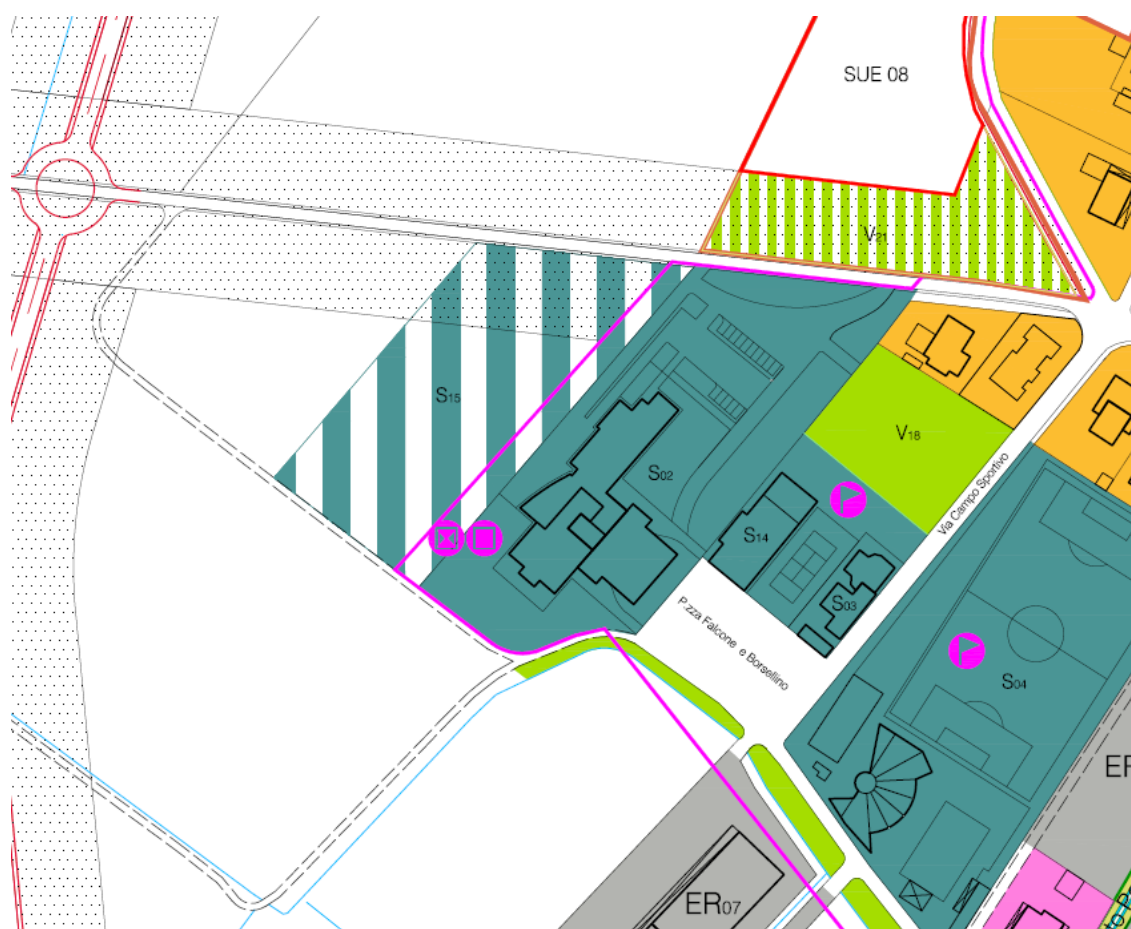 SUE 08
V21
S15
V18
S02
Via Campo Sportivo
S14
S03
P.zza Falcone e Borsellino
S04
ER
ER07